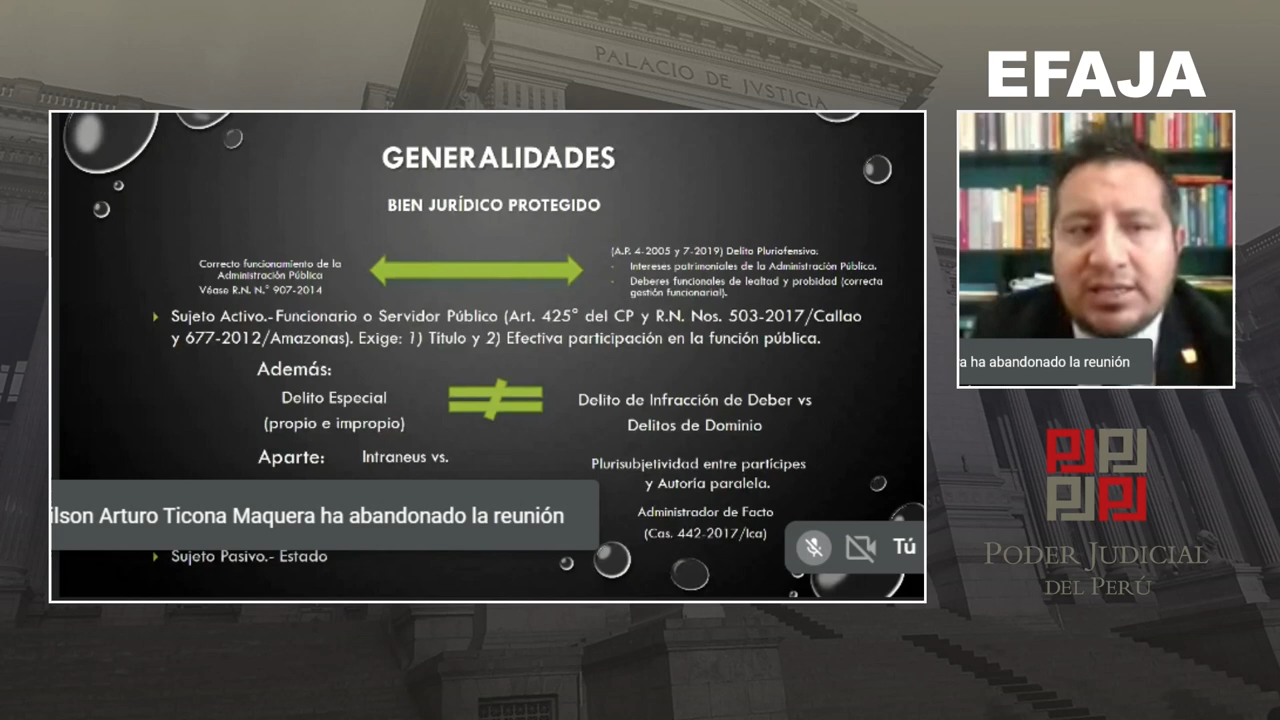 PALACIO DE JUSTICIA
EFAJA
GENERALIDADES
BIEN JURÍDICO PROTEGIDO
Correcto funcionamiento de la
Administración Pública
Véase R.N. N.° 907-2014
(A.P. 4-2005 y 7-2019) Delito Pluriofensivo:
· Intereses patrimoniales de la Administración Pública.
· Deberes funcionales de lealtad y probidad (correcta
gestión funcionarial).
Sujeto Activo.- Funcionario o Servidor Público (Art. 425° del CP y R.N. Nos. 503-2017/Callao
y 677-2012/Amazonas). Exige: 1) Título y 2) Efectiva participación en la función pública.
Además:
Delito Especial
(propio e impropio)
Delito de Infracción de Deber vs
Delitos de Dominio
Aparte: Intraneus vs.
Plurisubjetividad entre partícipes
y Autoría paralela.
Administrador de Facto
(Cas. 442-2017/Ica)
ilson Arturo Ticona Maquera ha abandonado la reunión
Tú
Sujeto Pasivo.- Estado
a ha abandonado la reunión
PJ PJ
PJ PJ
PODER JUDICIAL
DEL PERÚ